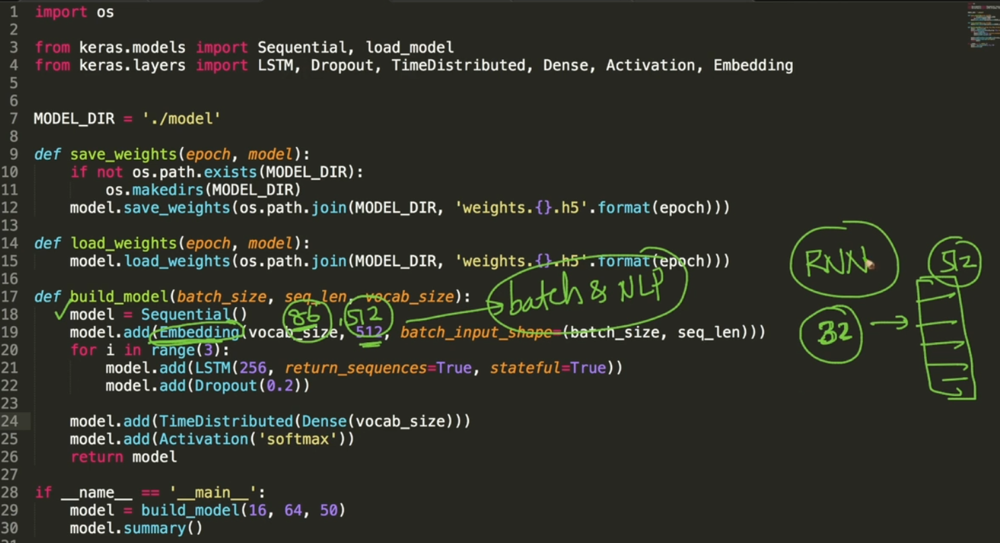 1 import os
2
3 from keras.models import Sequential, load_model
4 from keras.layers import LSTM, Dropout, TimeDistributed, Dense, Activation, Embedding
5
6
7 MODEL_DIR = './model'
8
9 def save_weights(epoch, model):
10     if not os.path.exists(MODEL_DIR):
11         os.makedirs(MODEL_DIR)
12     model.save_weights(os.path.join(MODEL_DIR, 'weights.{}.h5'.format(epoch)))
13
14 def load_weights(epoch, model):
15     model.load_weights(os.path.join(MODEL_DIR, 'weights.{}.h5'.format(epoch)))
RNN
512
16
batch & NLP
17 def build_model(batch_size, seq_len, vocab_size):
18     model = Sequential()
86, 512
32
19     model.add(Embedding(vocab_size, 512, batch_input_shape=(batch_size, seq_len)))
20     for i in range(3):
21         model.add(LSTM(256, return_sequences=True, stateful=True))
22         model.add(Dropout(0.2))
23
24     model.add(TimeDistributed(Dense(vocab_size)))
25     model.add(Activation('softmax'))
26     return model
27
28 if __name__ == '__main__':
29     model = build_model(16, 64, 50)
30     model.summary()